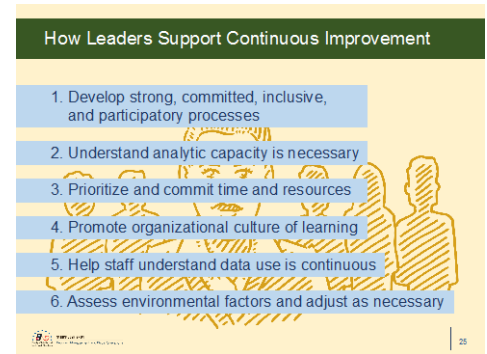 How Leaders Support Continuous Improvement
1. Develop strong, committed, inclusive,
and participatory processes
2. Understand analytic capacity is necessary
3. Prioritize and commit time and resources
4. Promote organizational culture of learning
5. Help staff understand data use is continuous
6. Assess environmental factors and adjust as necessary
25